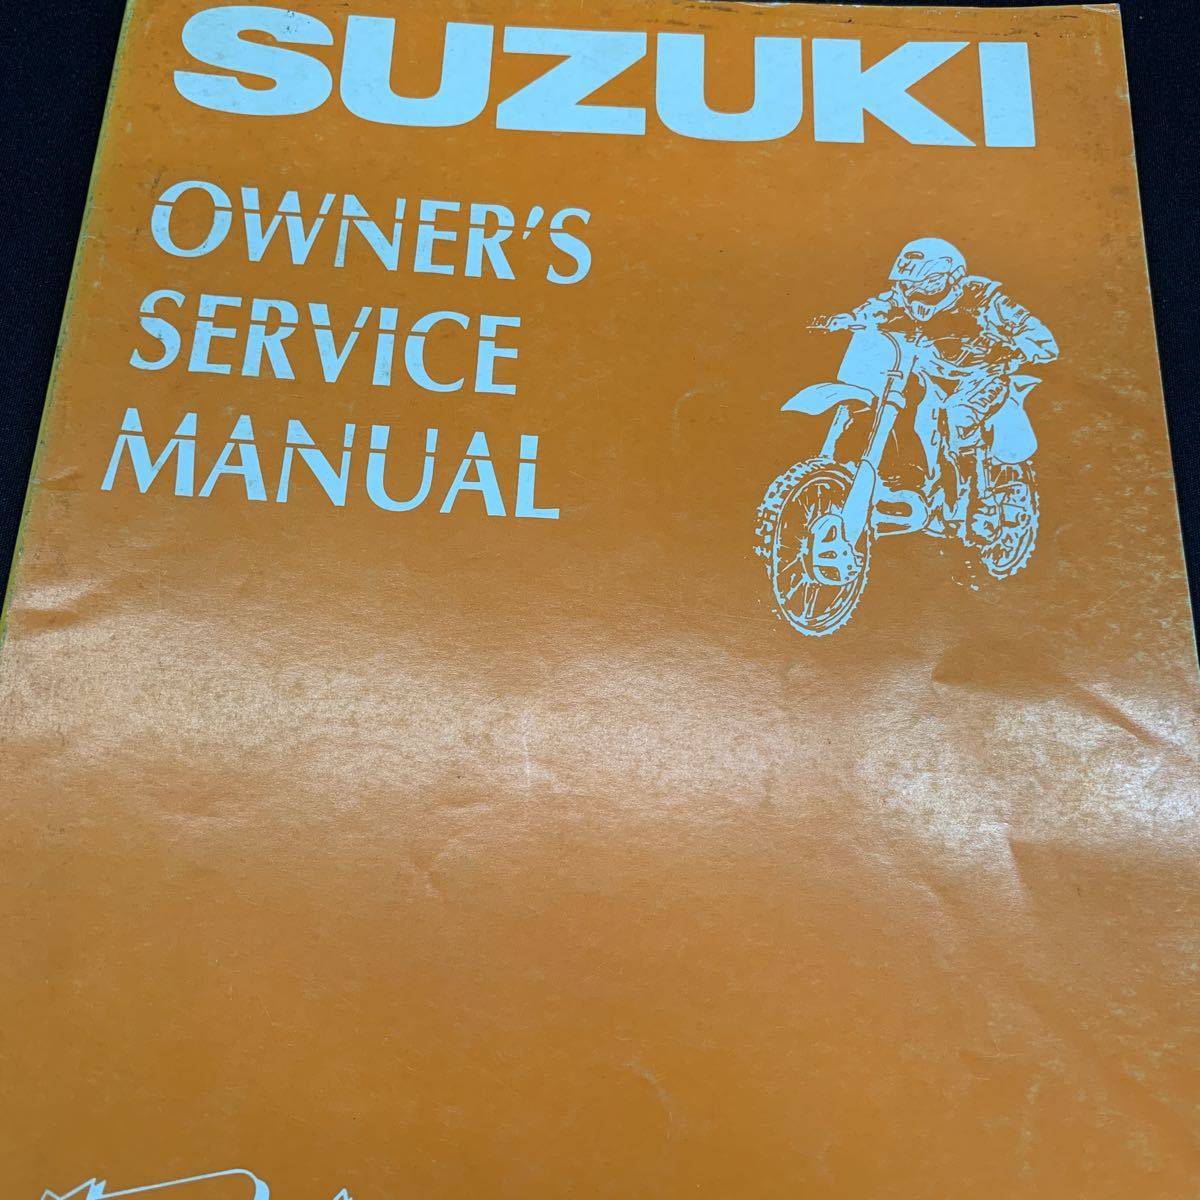 SUZUKI
OWNER'S
SERVICE
MANUAL